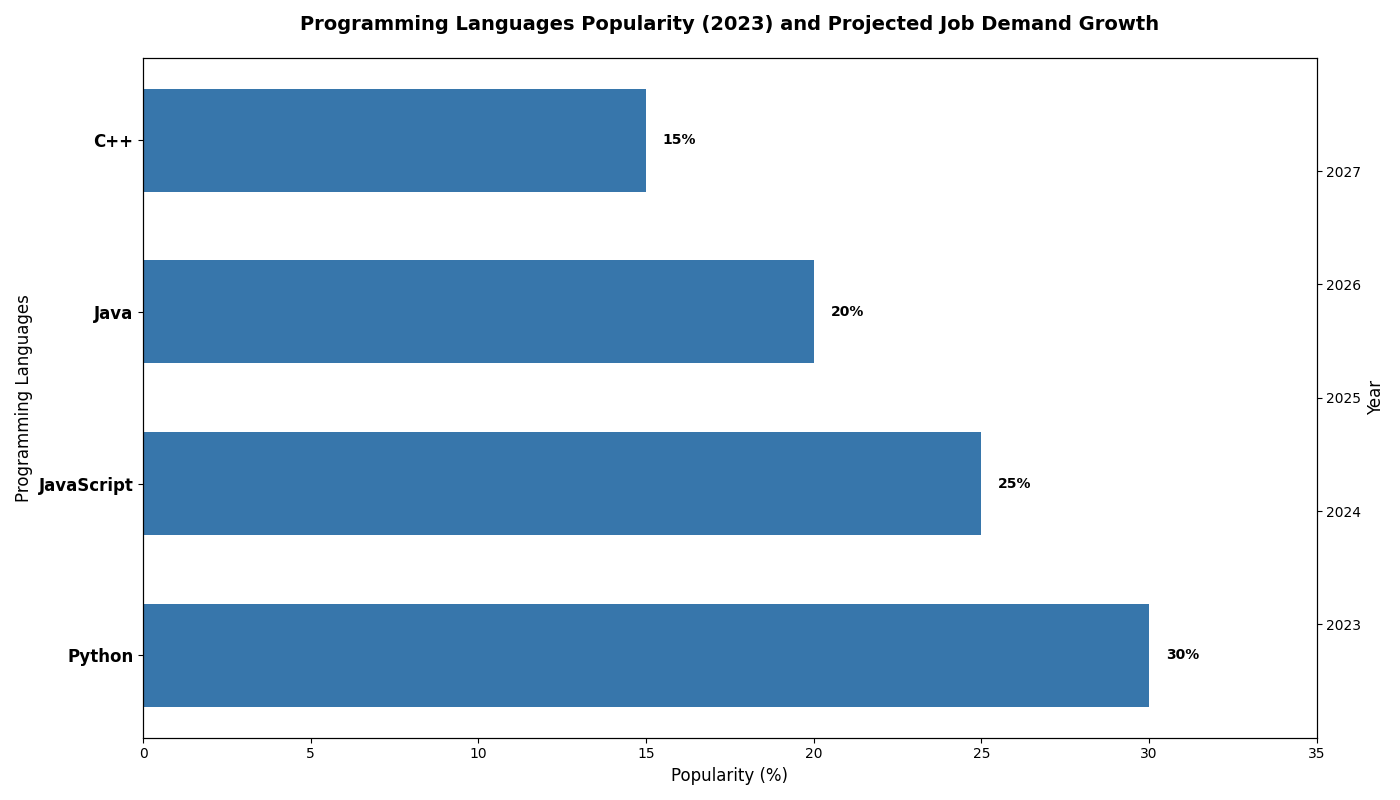 Programming Languages Popularity (2023) and Projected Job Demand Growth
Programming Languages
C++
15%
Java
20%
JavaScript
25%
Python
30%
0 5 10 15 20 25 30 35
Popularity (%)
2027
2026
2025
2024
2023
Year